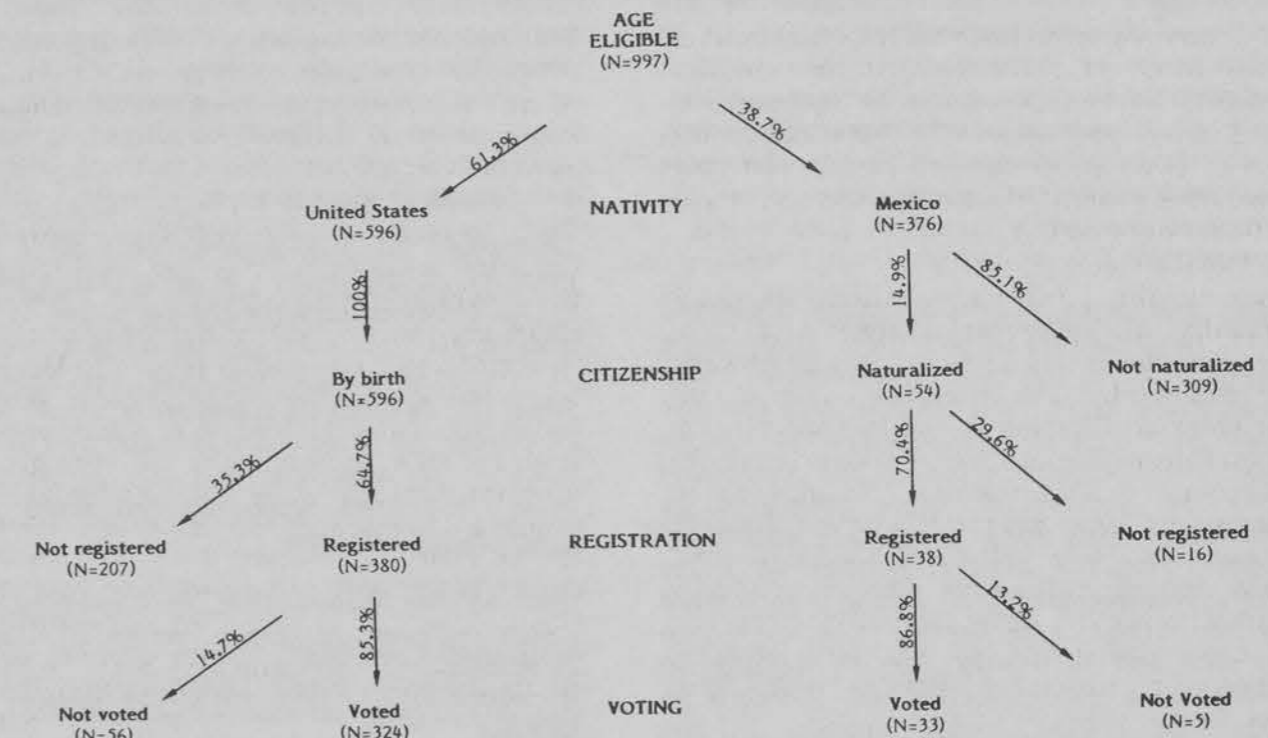 AGE
ELIGIBLE
(N=997)
61.3%
38.7%
United States
(N=596)
NATIVITY
Mexico
(N=376)
100%
14.9%
85.1%
By birth
(N=596)
CITIZENSHIP
Naturalized
(N=54)
Not naturalized
(N=309)
35.3%
64.7%
70.4%
29.6%
Not registered
(N=207)
Registered
(N=380)
REGISTRATION
Registered
(N=38)
Not registered
(N=16)
14.7%
85.3%
86.8%
13.2%
Not voted
(N=56)
Voted
(N=324)
VOTING
Voted
(N=33)
Not Voted
(N=5)